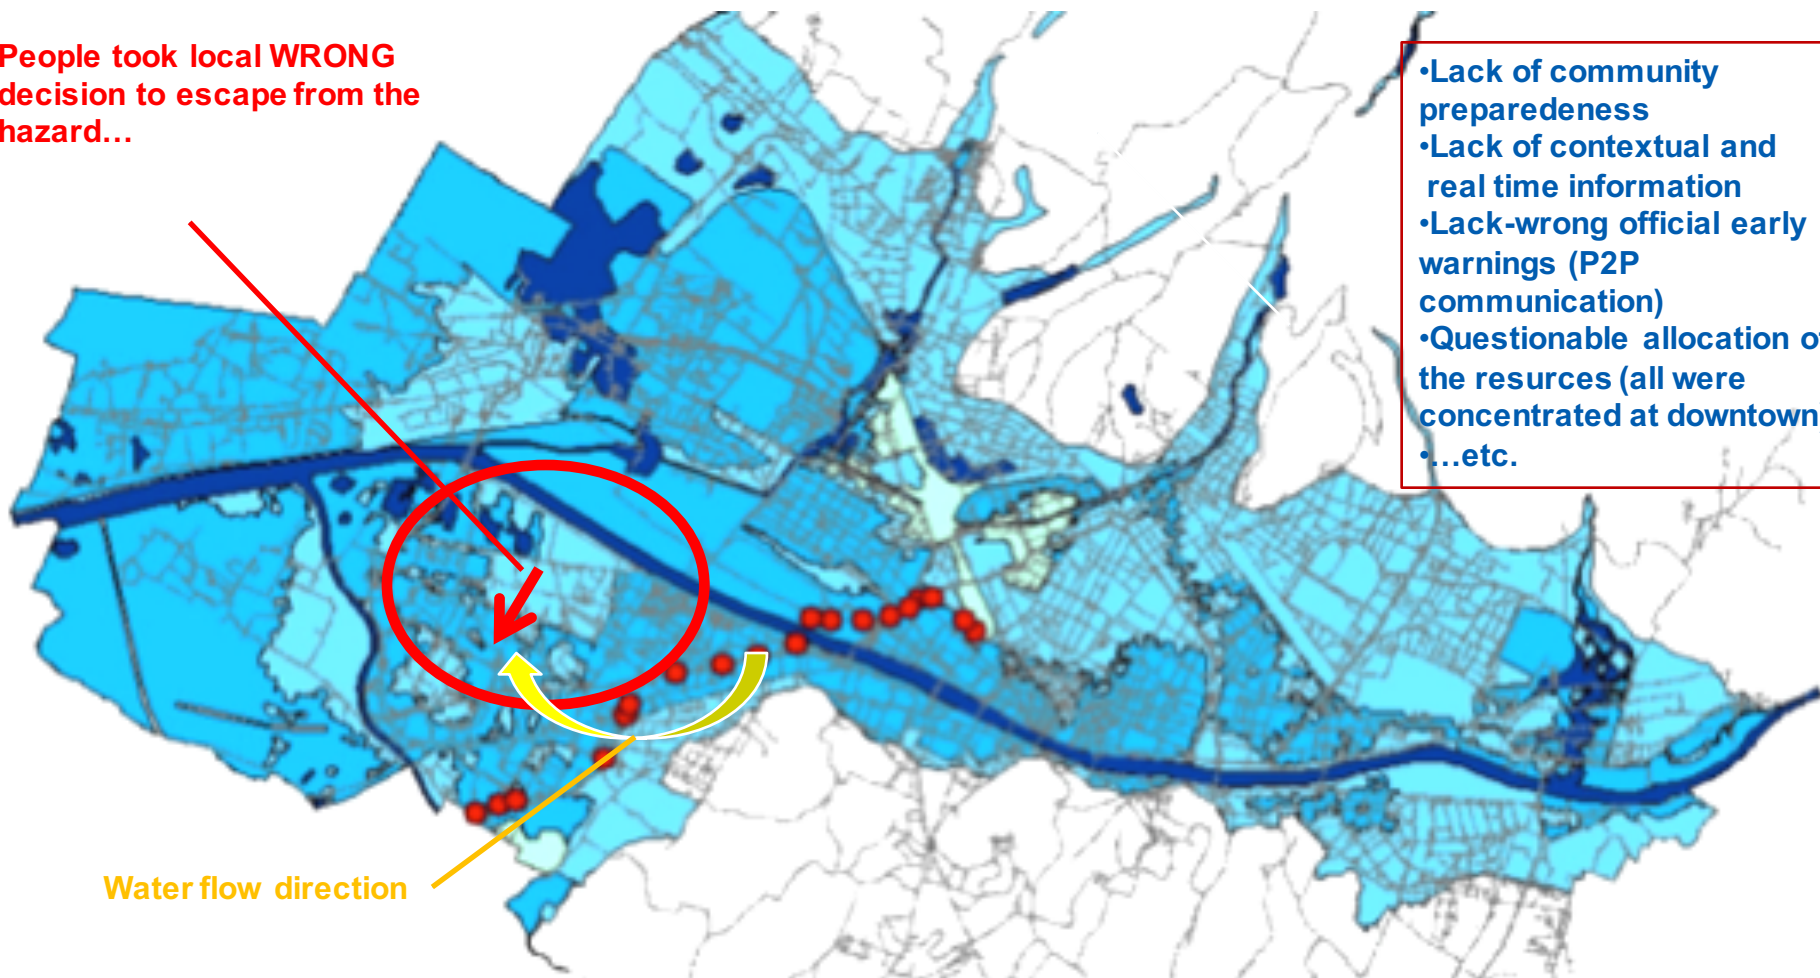 People took local WRONG
decision to escape from the
hazard…
•Lack of community
preparedeness
•Lack of contextual and
real time information
•Lack-wrong official early
warnings (P2P
communication)
•Questionable allocation of
the resurces (all were
concentrated at downtown
•…etc.
Water flow direction